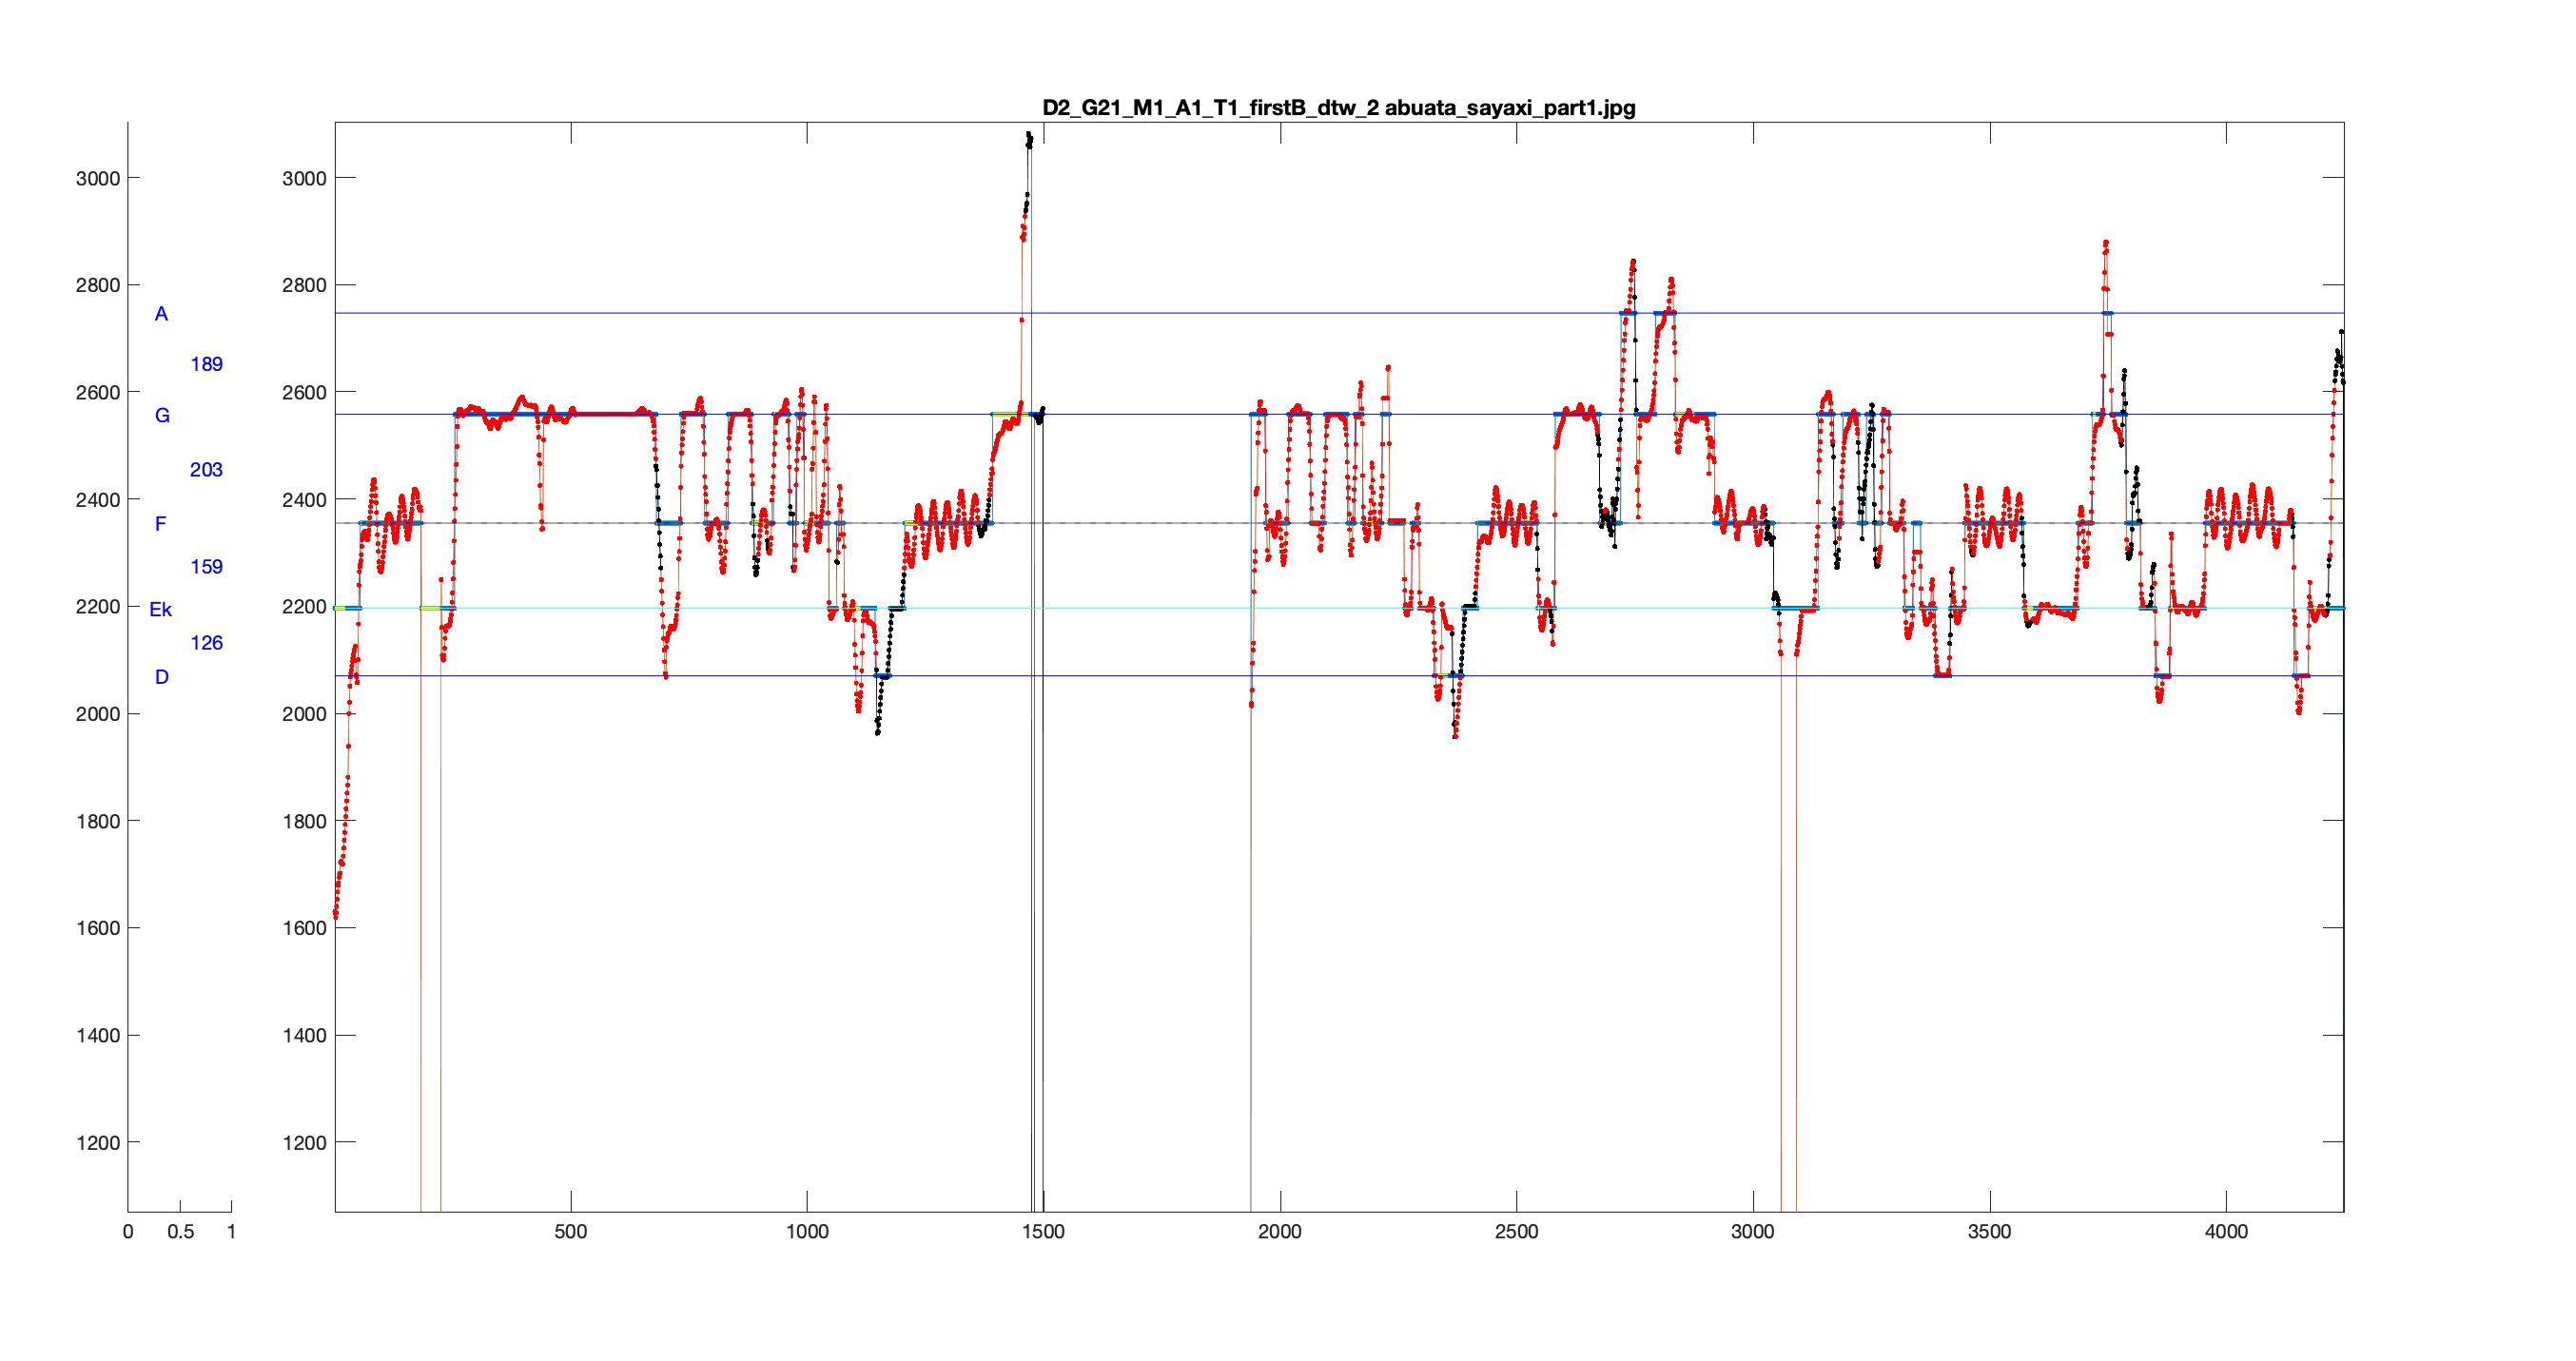 D2_G21_M1_A1_T1_firstB_dtw_2 abuata_sayaxi_part1.jpg
3000 3000
2800 2800
A
189
2600 2600
G
203
2400 2400
F
159
2200 Ek 2200
126
D
2000 2000
1800 1800
1600 1600
1400 1400
1200 1200
0 0.5 1 500 1000 1500 2000 2500 3000 3500 4000